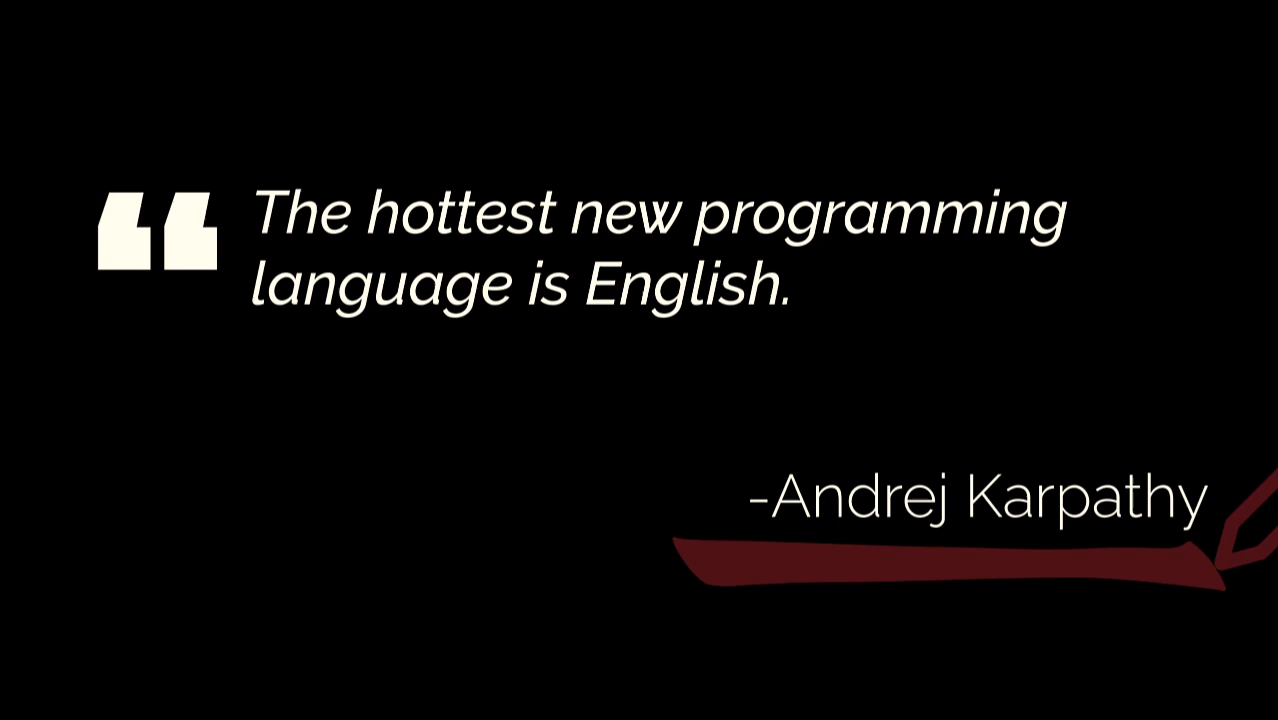 “ The hottest new programming
language is English.
-Andrej Karpathy